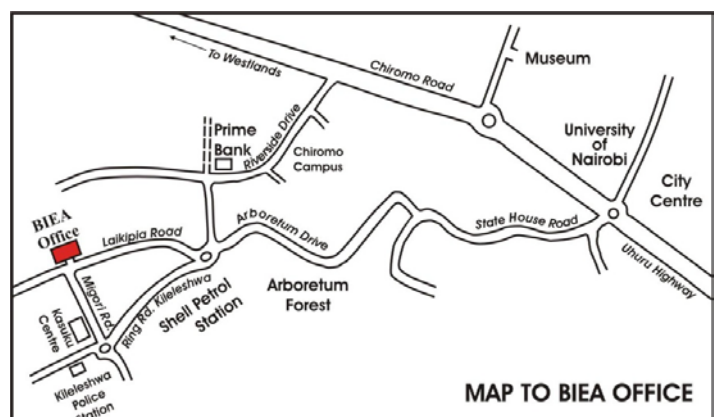 To Westlands
Chiromo Road
Museum
Prime
Bank
Riverside Drive
Chiromo
Campus
University
of
Nairobi
City
Centre
BIEA
Office
Laikipia Road
Arboretum Drive
State House Road
Uhuru Highway
Migori Rd.
Kasuku
Centre
Ring Rd. Kileleshwa
Shell Petrol
Station
Arboretum
Forest
Kileleshwa
Police
Station
MAP TO BIEA OFFICE